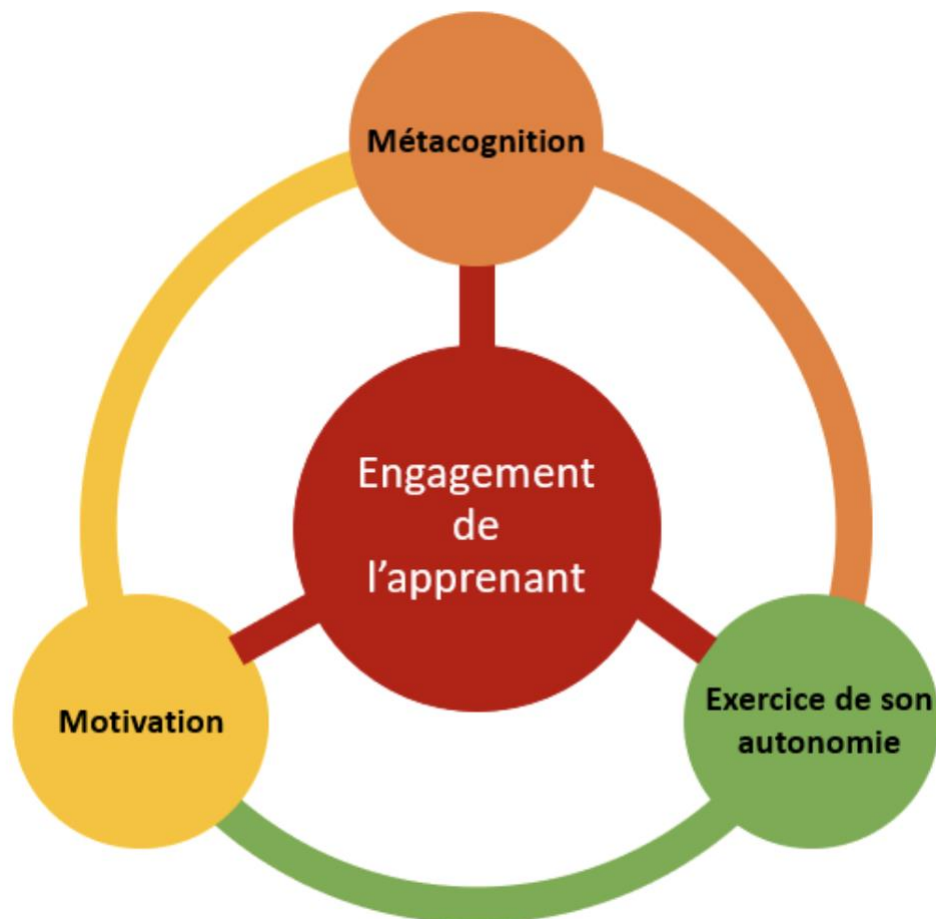 Métacognition
Engagement
de
l’apprenant
Motivation
Exercice de son
autonomie